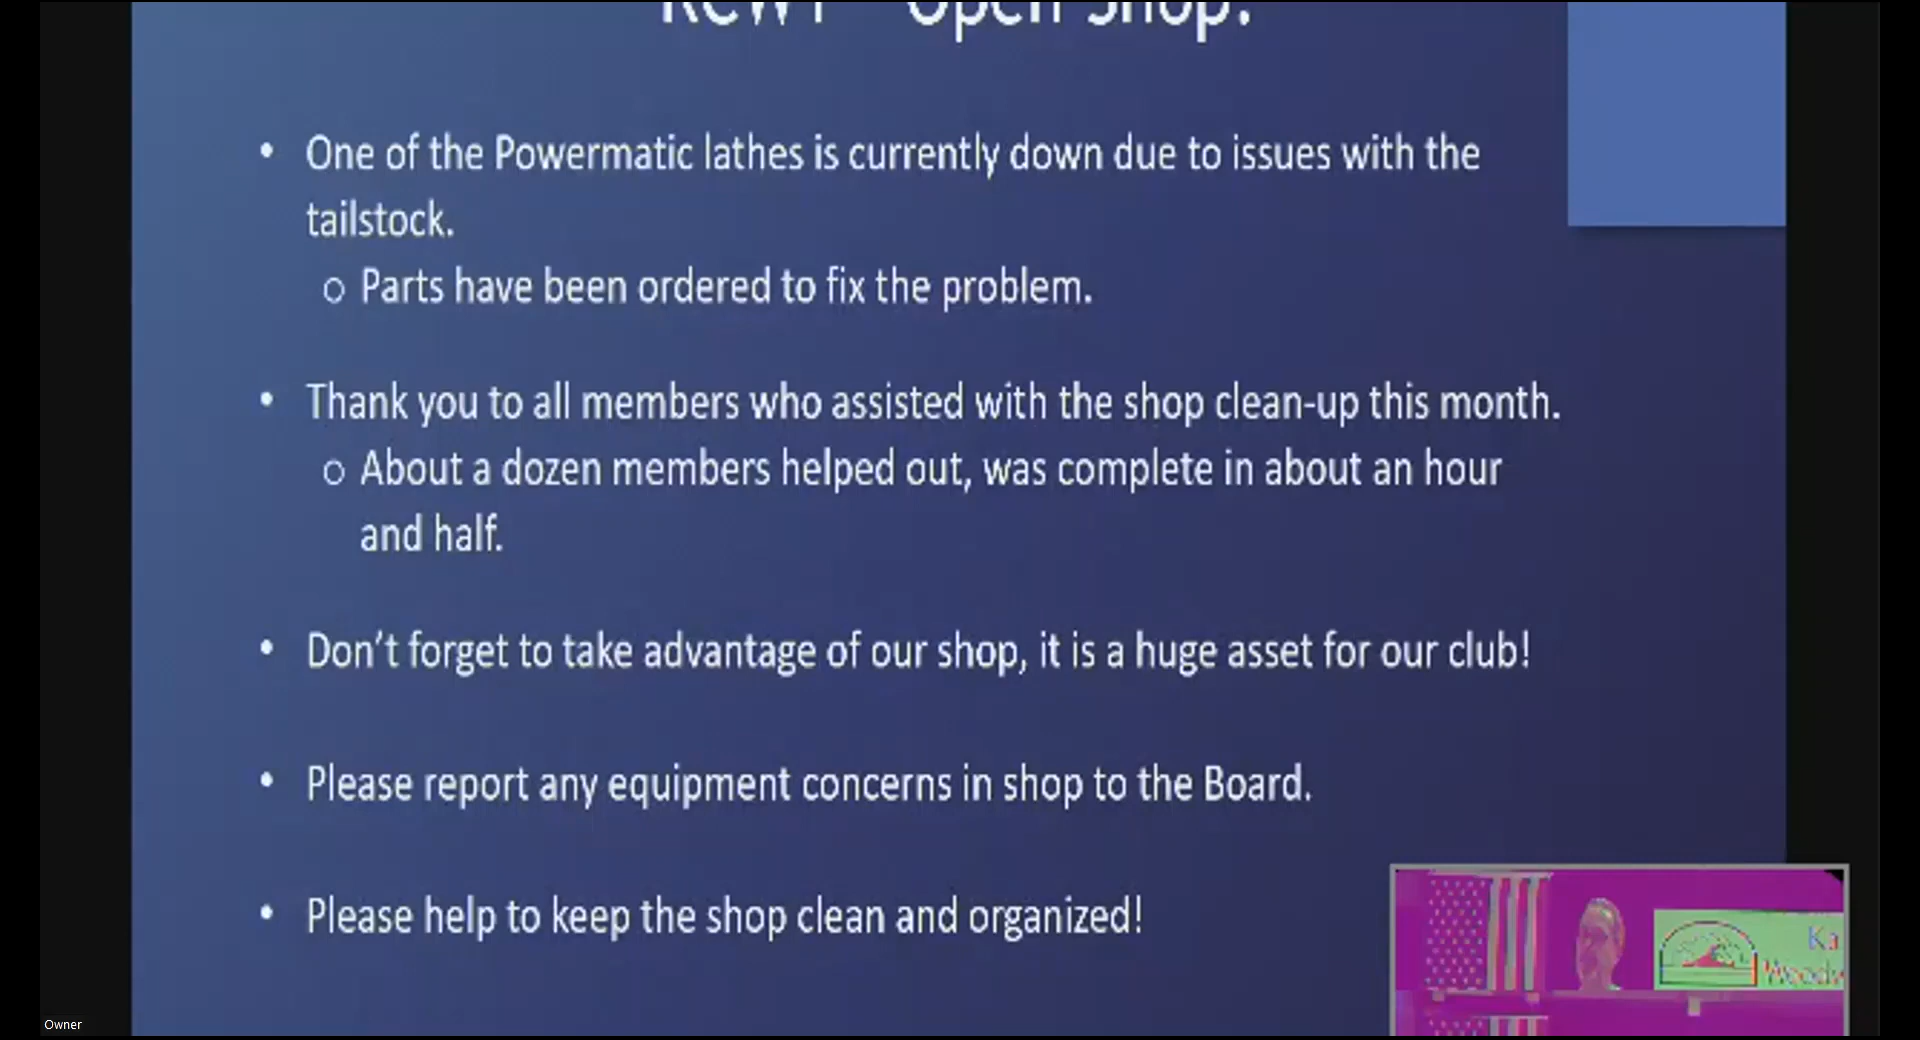 Open Shop!
• One of the Powermatic lathes is currently down due to issues with the
tailstock.
o Parts have been ordered to fix the problem.
• Thank you to all members who assisted with the shop clean-up this month.
o About a dozen members helped out, was complete in about an hour
and half.
• Don't forget to take advantage of our shop, it is a huge asset for our club!
• Please report any equipment concerns in shop to the Board.
• Please help to keep the shop clean and organized!
Ka
Woodw
Owner